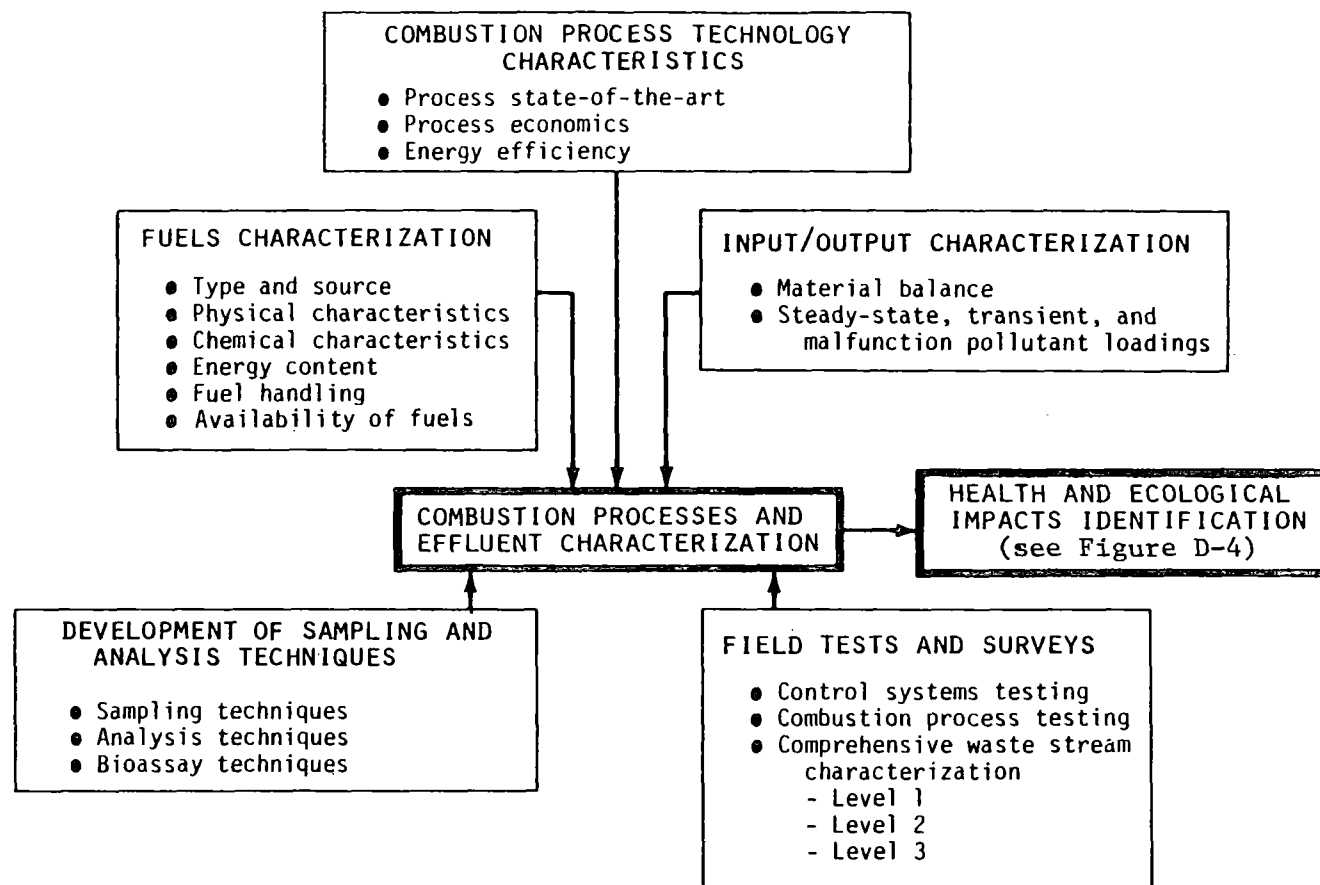 COMBUSTION PROCESS TECHNOLOGY
CHARACTERISTICS
● Process state-of-the-art
● Process economics
● Energy efficiency
FUELS CHARACTERIZATION
● Type and source
● Physical characteristics
● Chemical characteristics
● Energy content
● Fuel handling
● Availability of fuels
INPUT/OUTPUT CHARACTERIZATION
● Material balance
● Steady-state, transient, and
malfunction pollutant loadings
COMBUSTION PROCESSES AND
EFFLUENT CHARACTERIZATION
HEALTH AND ECOLOGICAL
IMPACTS IDENTIFICATION
(see Figure D-4)
DEVELOPMENT OF SAMPLING AND
ANALYSIS TECHNIQUES
● Sampling techniques
● Analysis techniques
● Bioassay techniques
FIELD TESTS AND SURVEYS
● Control systems testing
● Combustion process testing
● Comprehensive waste stream
characterization
- Level 1
- Level 2
- Level 3